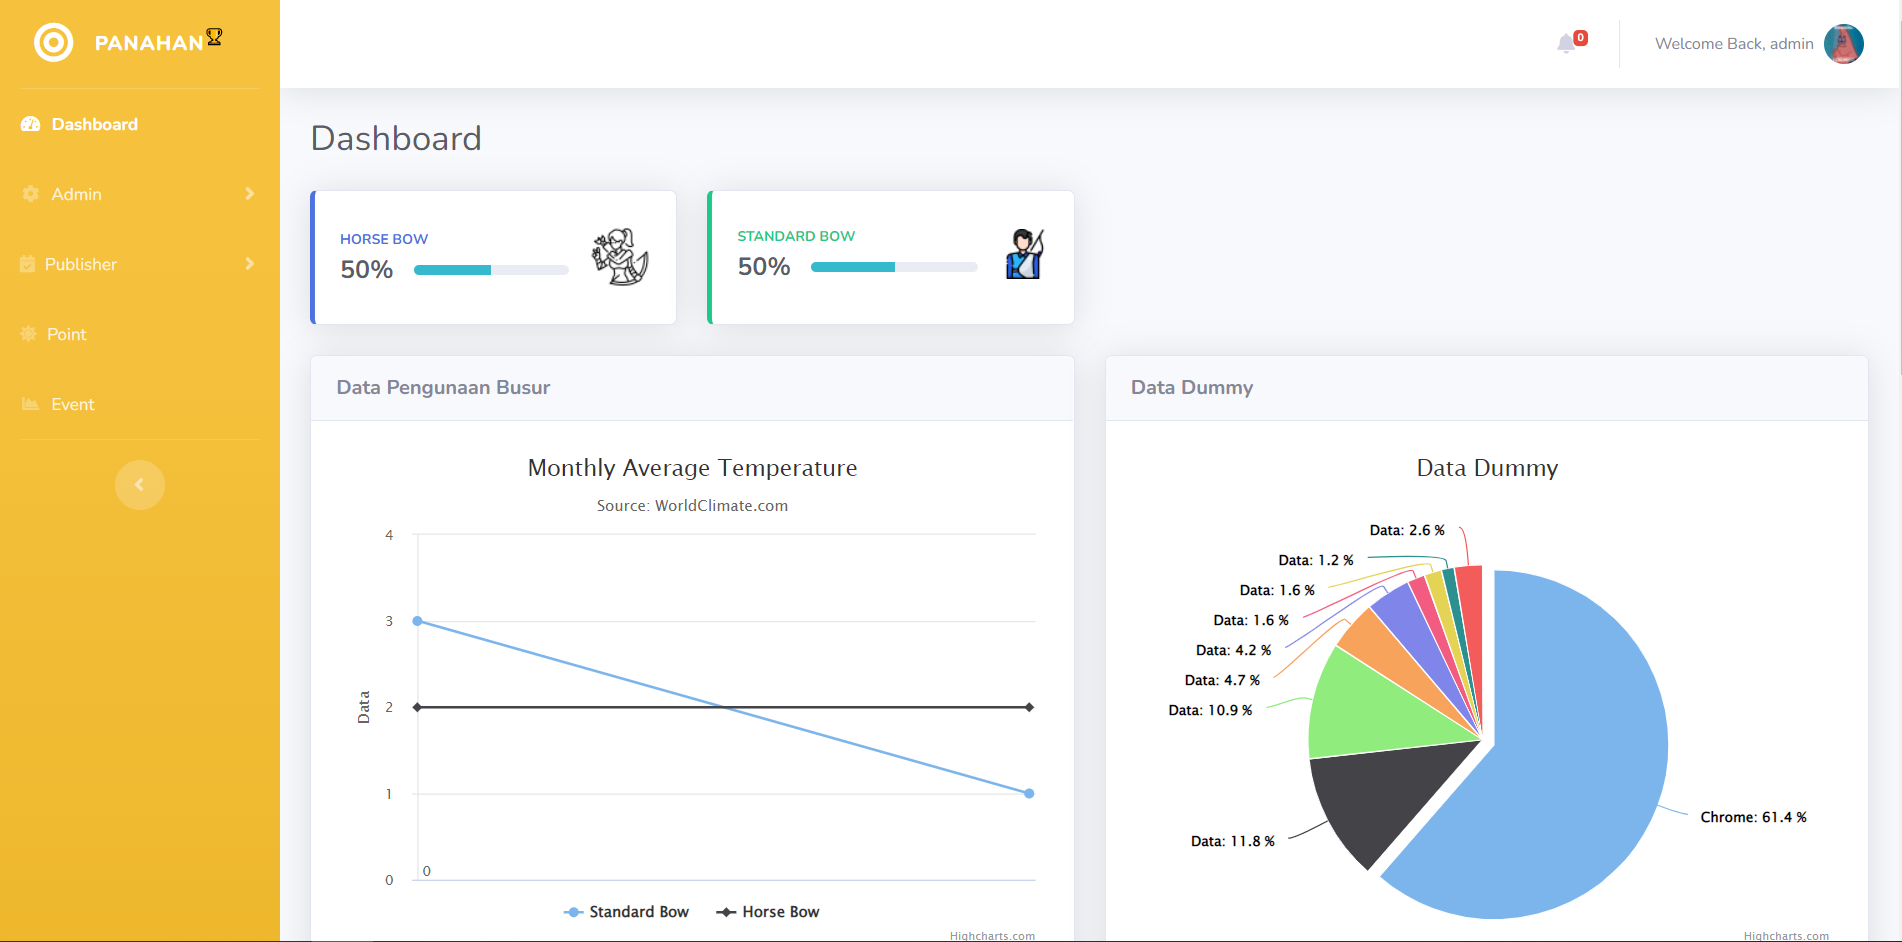 PANAHAN
0
Welcome Back, admin
Dashboard
Admin
Publisher
Point
Event
Dashboard
HORSE BOW
50%
STANDARD BOW
50%
Data Pengunaan Busur
Monthly Average Temperature
Source: WorldClimate.com
4
3
2
1
0
Data
0
Standard Bow
Horse Bow
Highcharts.com
Data Dummy
Data Dummy
Data: 2.6 %
Data: 1.2 %
Data: 1.6 %
Data: 1.6 %
Data: 4.2 %
Data: 4.7 %
Data: 10.9 %
Data: 11.8 %
Chrome: 61.4 %
Highcharts.com